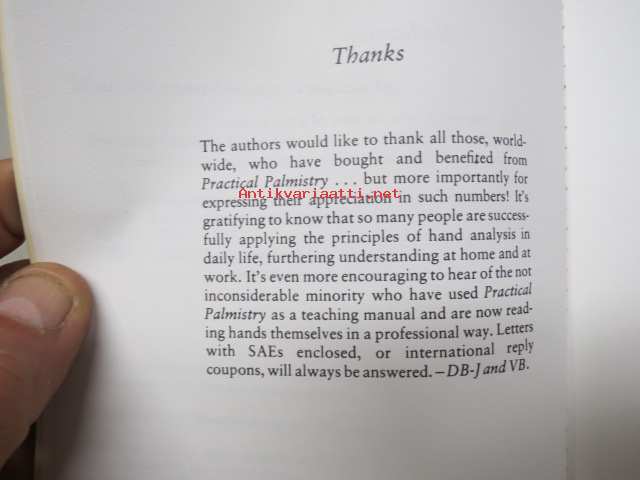 Thanks
The authors would like to thank all those, world-
wide, who have bought and benefited from
Practical Palmistry . . . but more importantly for
Antikvariaatti.net
expressing their appreciation in such numbers! It's
gratifying to know that so many people are success-
fully applying the principles of hand analysis in
daily life, furthering understanding at home and at
work. It's even more encouraging to hear of the not
inconsiderable minority who have used Practical
Palmistry as a teaching manual and are now read-
ing hands themselves in a professional way. Letters
with SAEs enclosed, or international reply
coupons, will always be answered. – DB-J and VB.